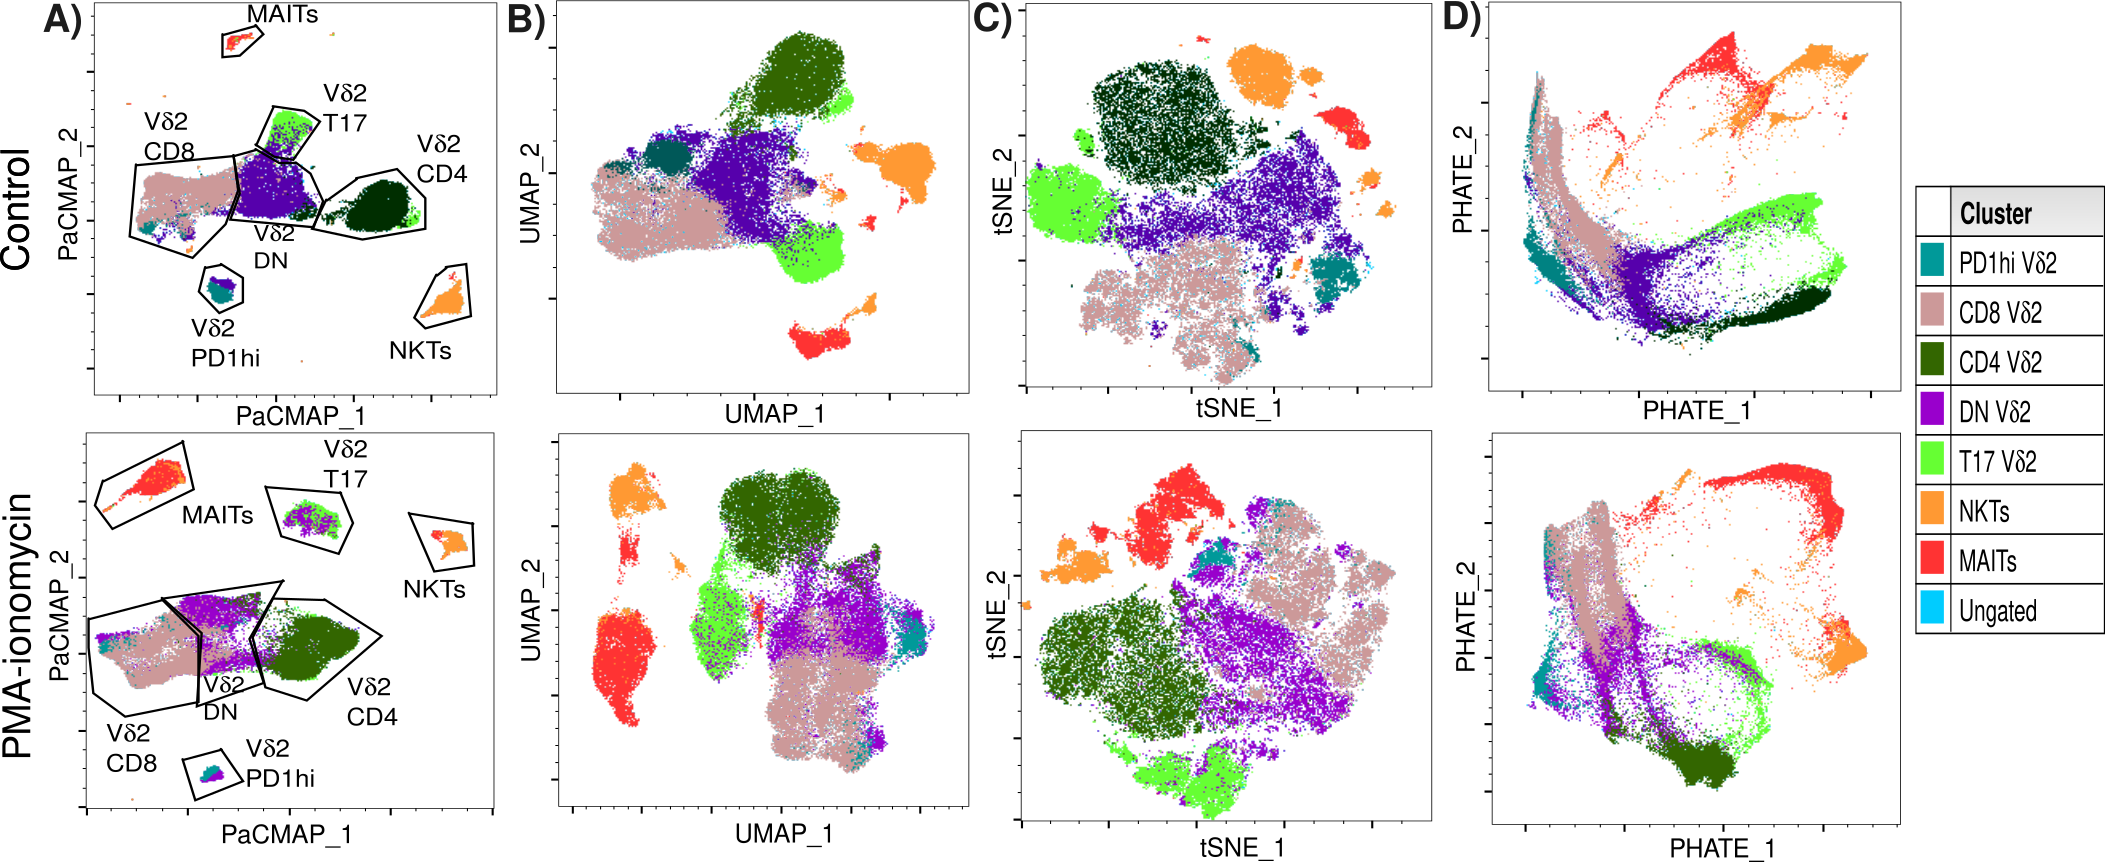 A)
B)
C)
D)
Control
PaCMAP_2
MAITs
Vδ2
T17
Vδ2
CD8
Vδ2
CD4
Vδ2
DN
Vδ2
PD1hi
NKTs
PaCMAP_1
UMAP_2
UMAP_1
tSNE_2
tSNE_1
PHATE_2
PHATE_1
PMA-ionomycin
PaCMAP_2
Vδ2
T17
MAITs
NKTs
Vδ2
DN
Vδ2
CD4
Vδ2
CD8
Vδ2
PD1hi
PaCMAP_1
UMAP_2
UMAP_1
tSNE_2
tSNE_1
PHATE_2
PHATE_1
Cluster
PD1hi Vδ2
CD8 Vδ2
CD4 Vδ2
DN Vδ2
T17 Vδ2
NKTs
MAITs
Ungated